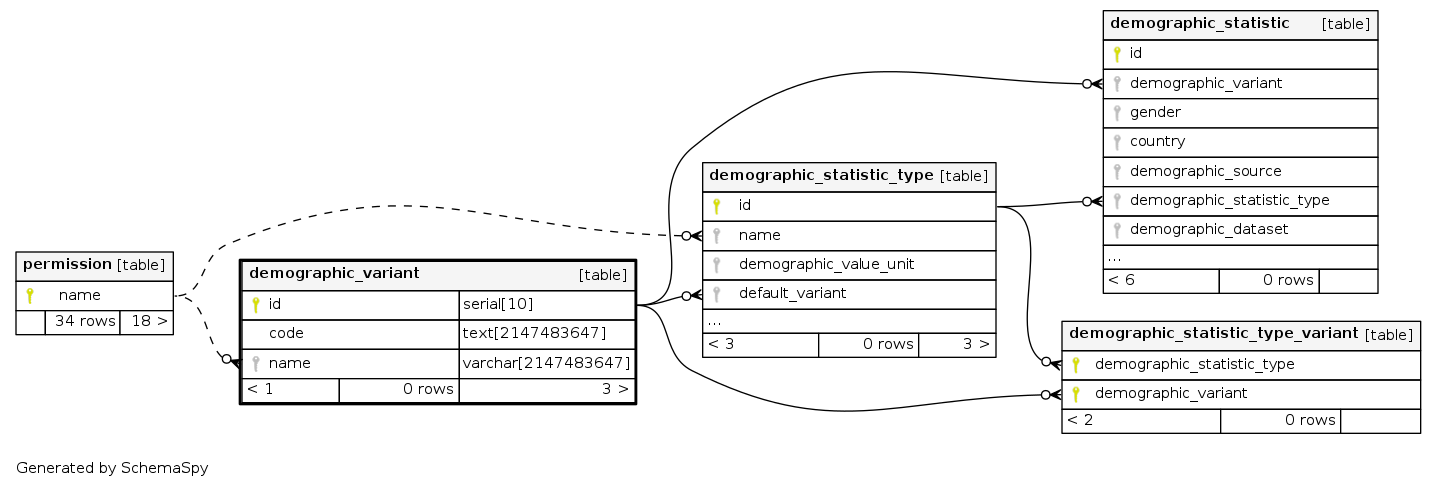 demographic_statistic [table]
id
demographic_variant
gender
country
demographic_source
demographic_statistic_type
demographic_dataset
...
< 6 0 rows
demographic_statistic_type [table]
id
name
demographic_value_unit
default_variant
...
< 3 0 rows 3 >
permission [table]
name
34 rows 18 >
demographic_variant [table]
id serial[10]
code text[2147483647]
name varchar[2147483647]
< 1 0 rows 3 >
demographic_statistic_type_variant [table]
demographic_statistic_type
demographic_variant
< 2 0 rows
Generated by SchemaSpy